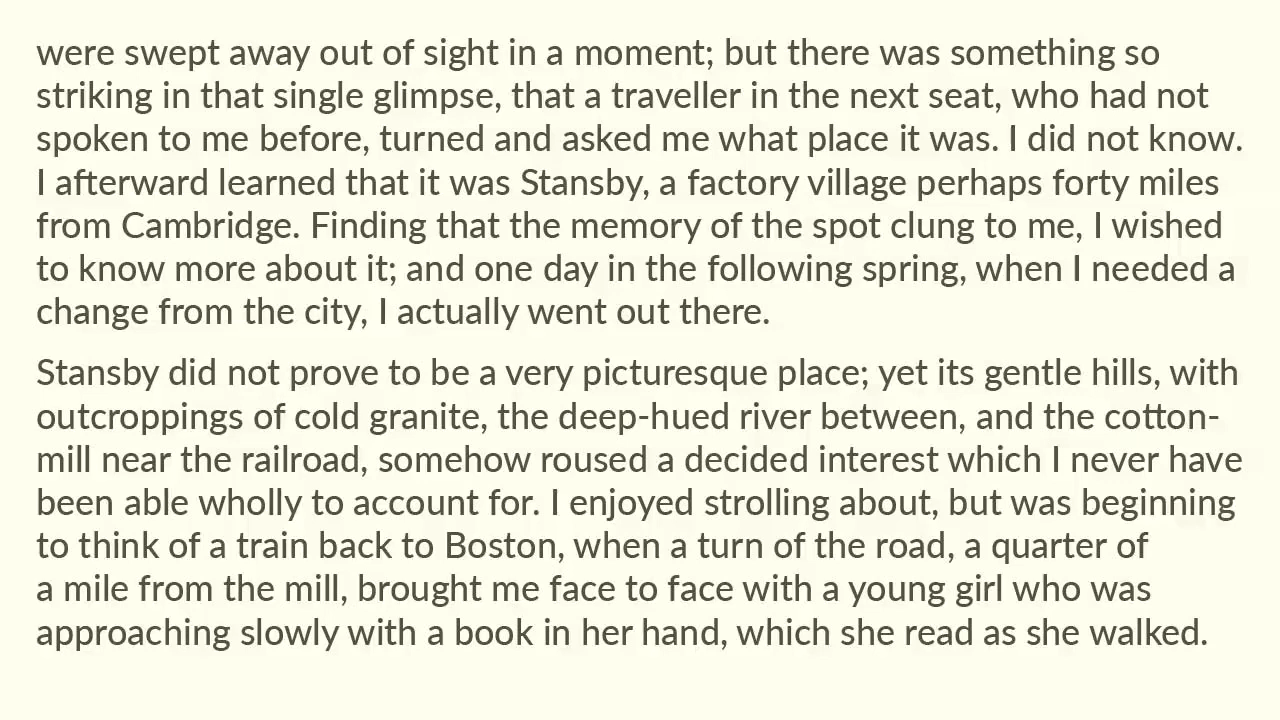 were swept away out of sight in a moment; but there was something so
striking in that single glimpse, that a traveller in the next seat, who had not
spoken to me before, turned and asked me what place it was. I did not know.
I afterward learned that it was Stansby, a factory village perhaps forty miles
from Cambridge. Finding that the memory of the spot clung to me, I wished
to know more about it; and one day in the following spring, when I needed a
change from the city, I actually went out there.
Stansby did not prove to be a very picturesque place; yet its gentle hills, with
outcroppings of cold granite, the deep-hued river between, and the cotton-
mill near the railroad, somehow roused a decided interest which I never have
been able wholly to account for. I enjoyed strolling about, but was beginning
to think of a train back to Boston, when a turn of the road, a quarter of
a mile from the mill, brought me face to face with a young girl who was
approaching slowly with a book in her hand, which she read as she walked.